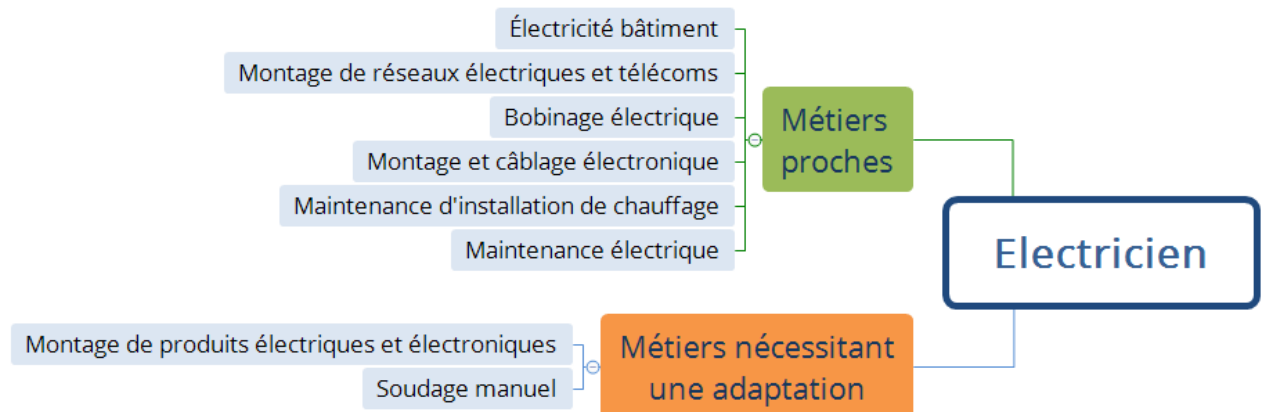 Électricité bâtiment
Montage de réseaux électriques et télécoms
Bobinage électrique
Montage et câblage électronique
Maintenance d'installation de chauffage
Maintenance électrique
Métiers
proches
Electricien
Montage de produits électriques et électroniques
Soudage manuel
Métiers nécessitant
une adaptation